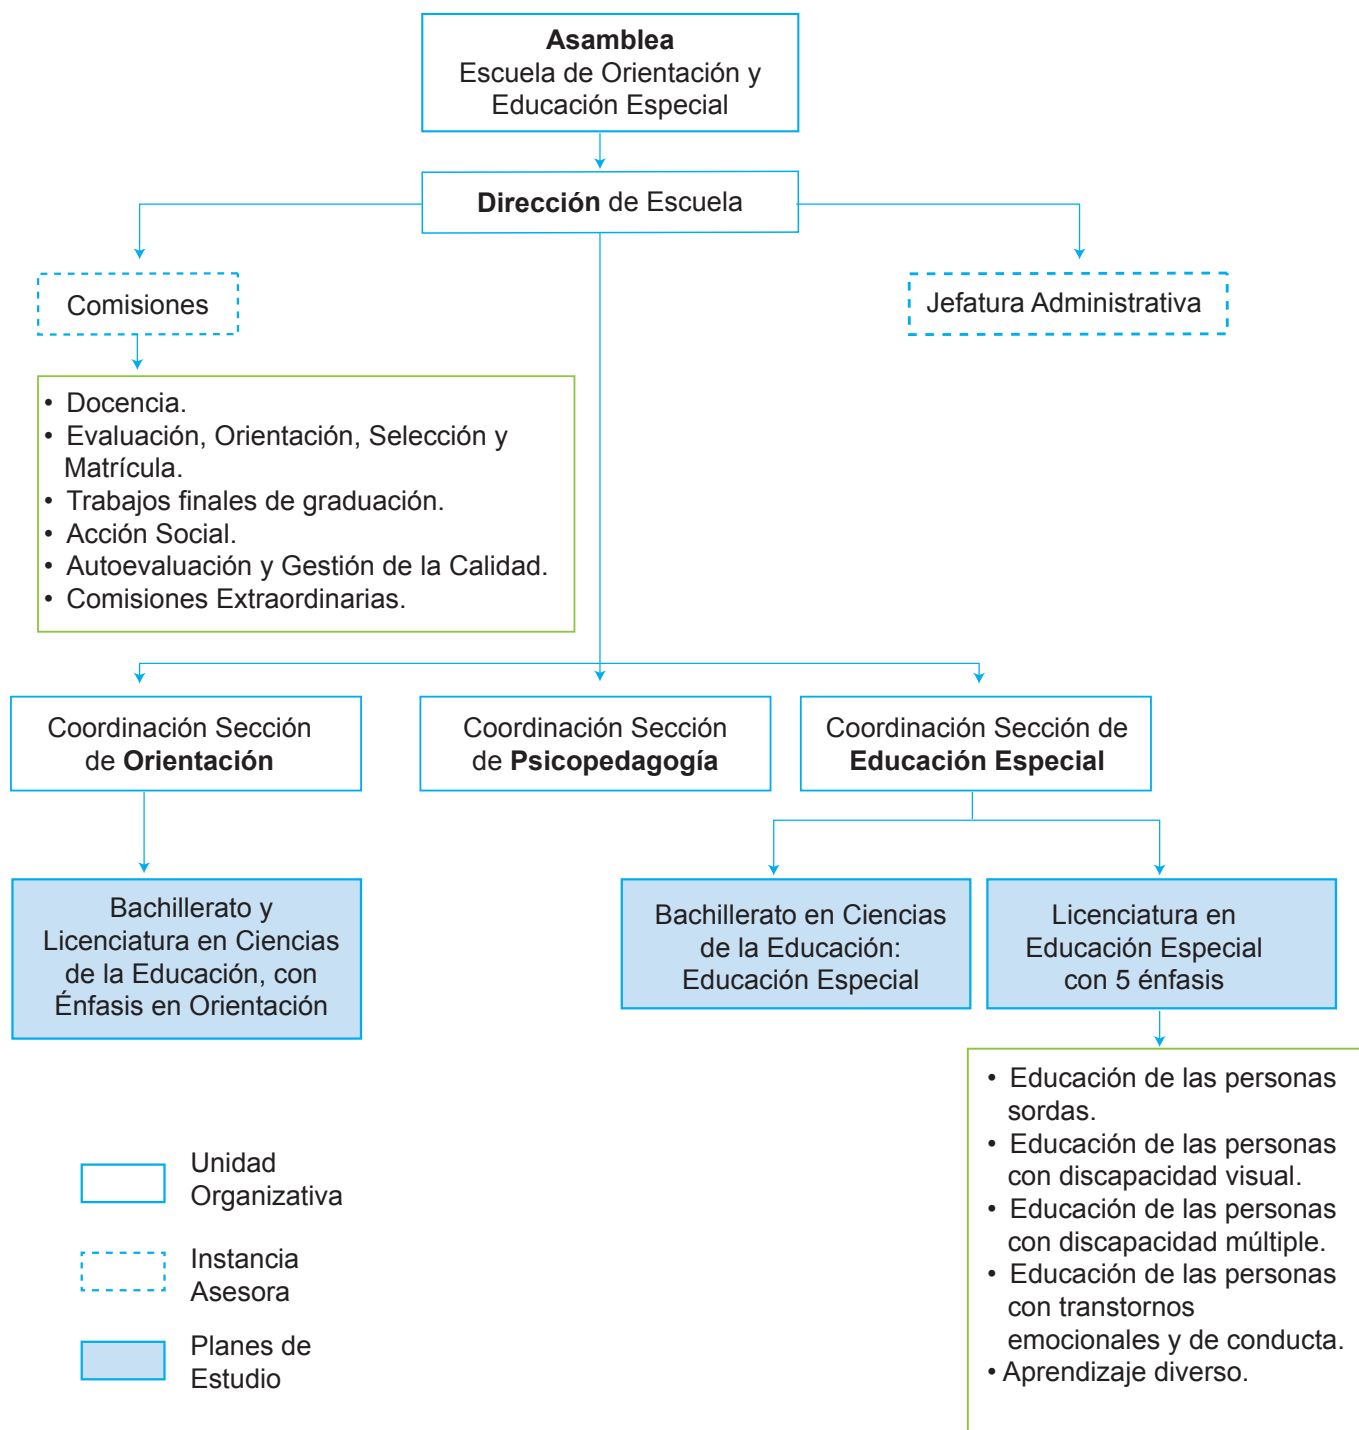 Asamblea
Escuela de Orientación y
Educación Especial
Dirección de Escuela
Comisiones
Jefatura Administrativa
• Docencia.
• Evaluación, Orientación, Selección y
Matrícula.
• Trabajos finales de graduación.
• Acción Social.
• Autoevaluación y Gestión de la Calidad.
• Comisiones Extraordinarias.
Coordinación Sección
de Orientación
Coordinación Sección
de Psicopedagogía
Coordinación Sección de
Educación Especial
Bachillerato y
Licenciatura en Ciencias
de la Educación, con
Énfasis en Orientación
Bachillerato en Ciencias
de la Educación:
Educación Especial
Licenciatura en
Educación Especial
con 5 énfasis
• Educación de las personas
sordas.
• Educación de las personas
con discapacidad visual.
• Educación de las personas
con discapacidad múltiple.
• Educación de las personas
con transtornos
emocionales y de conducta.
• Aprendizaje diverso.
Unidad
Organizativa
Instancia
Asesora
Planes de
Estudio